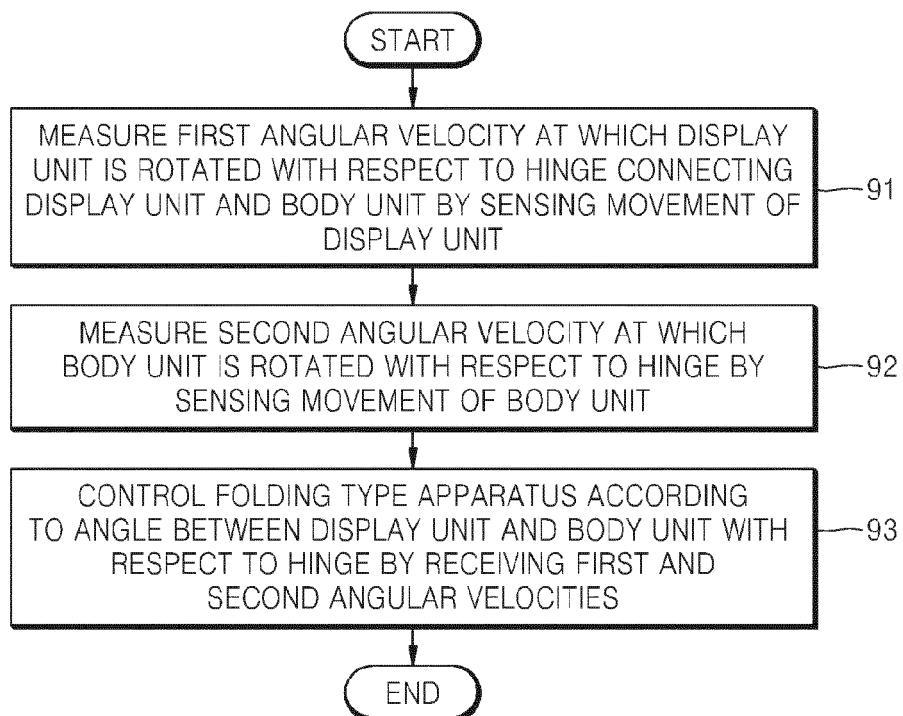 START
MEASURE FIRST ANGULAR VELOCITY AT WHICH DISPLAY
UNIT IS ROTATED WITH RESPECT TO HINGE CONNECTING
DISPLAY UNIT AND BODY UNIT BY SENSING MOVEMENT OF
DISPLAY UNIT
91
MEASURE SECOND ANGULAR VELOCITY AT WHICH
BODY UNIT IS ROTATED WITH RESPECT TO HINGE BY
SENSING MOVEMENT OF BODY UNIT
92
CONTROL FOLDING TYPE APPARATUS ACCORDING
TO ANGLE BETWEEN DISPLAY UNIT AND BODY UNIT WITH
RESPECT TO HINGE BY RECEIVING FIRST AND
SECOND ANGULAR VELOCITIES
93
END